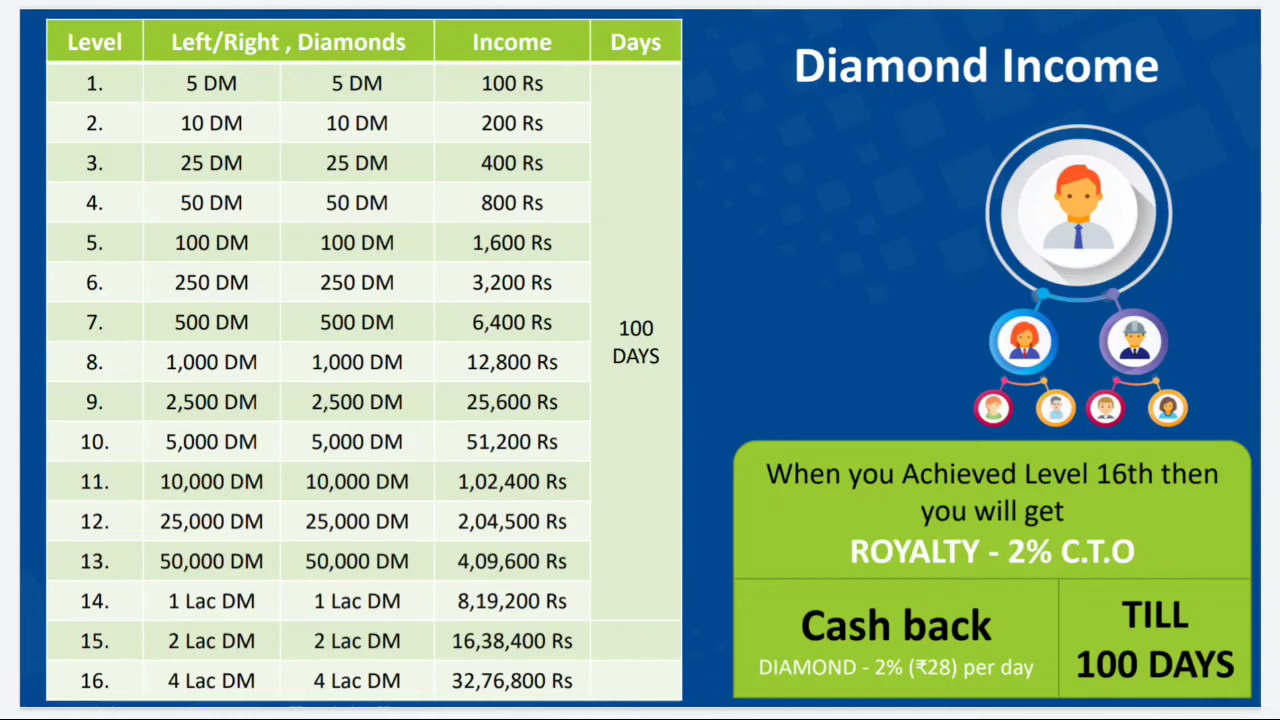 Level Left/Right , Diamonds Income Days
1. 5 DM 5 DM 100 Rs
2. 10 DM 10 DM 200 Rs
3. 25 DM 25 DM 400 Rs
4. 50 DM 50 DM 800 Rs
5. 100 DM 100 DM 1,600 Rs
6. 250 DM 250 DM 3,200 Rs
7. 500 DM 500 DM 6,400 Rs
8. 1,000 DM 1,000 DM 12,800 Rs
9. 2,500 DM 2,500 DM 25,600 Rs
10. 5,000 DM 5,000 DM 51,200 Rs
11. 10,000 DM 10,000 DM 1,02,400 Rs
12. 25,000 DM 25,000 DM 2,04,500 Rs
13. 50,000 DM 50,000 DM 4,09,600 Rs
14. 1 Lac DM 1 Lac DM 8,19,200 Rs
15. 2 Lac DM 2 Lac DM 16,38,400 Rs
16. 4 Lac DM 4 Lac DM 32,76,800 Rs
100
DAYS
Diamond Income
When you Achieved Level 16th then
you will get
ROYALTY - 2% C.T.O
Cash back
DIAMOND - 2% (₹28) per day
TILL
100 DAYS